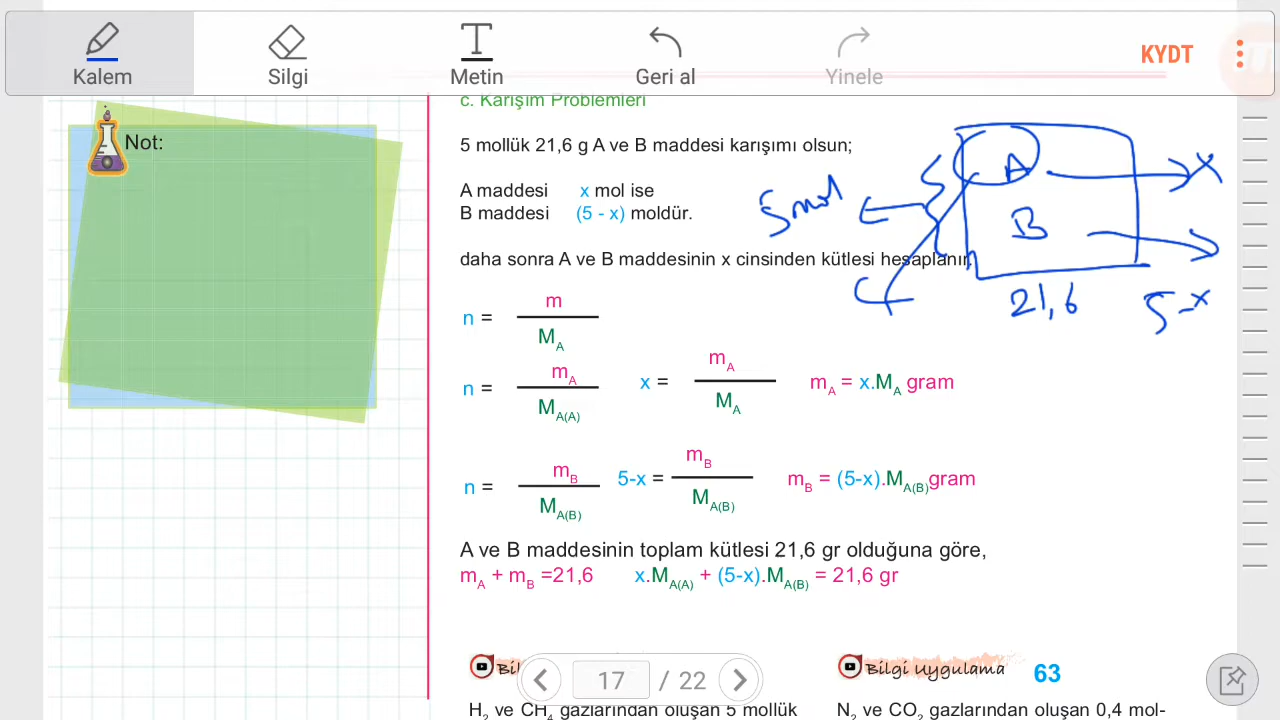 Kalem
Silgi
Metin
Geri al
Yinele
KYDT
c. Karışım Problemleri
Not:
5 mollük 21,6 g A ve B maddesi karışımı olsun;
A maddesi x mol ise
B maddesi (5 - x) moldür.
daha sonra A ve B maddesinin x cinsinden kütlesi hesaplanır.
5 mol
A
x
B
21,6
5-x
n = m / M_A
n = m_A / M_A(A) x = m_A / M_A m_A = x.M_A gram
n = m_B / M_A(B) 5-x = m_B / M_A(B) m_B = (5-x).M_A(B) gram
A ve B maddesinin toplam kütlesi 21,6 gr olduğuna göre,
m_A + m_B =21,6 x.M_A(A) + (5-x).M_A(B) = 21,6 gr
17 / 22
Bilgi Uygulama 63
H₂ ve CH₄ gazlarından oluşan 5 mollük
N₂ ve CO₂ gazlarından oluşan 0,4 mol-